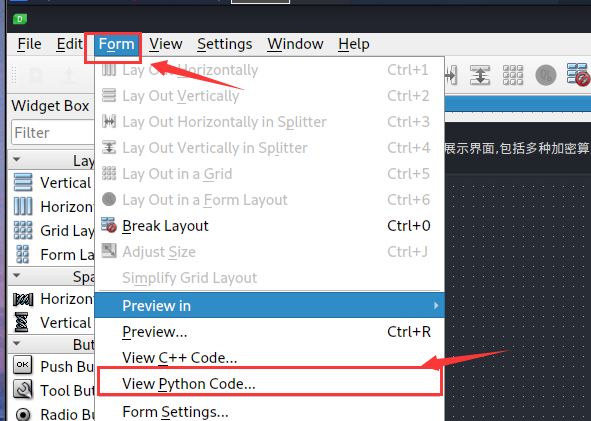 D
File Edit Form View Settings Window Help
Lay Out Horizontally Ctrl+1
Lay Out Vertically Ctrl+2
Lay Out Horizontally in Splitter Ctrl+3
Lay Out Vertically in Splitter Ctrl+4
Lay Out in a Grid Ctrl+5
Lay Out in a Form Layout Ctrl+6
Break Layout Ctrl+0
Adjust Size Ctrl+J
Simplify Grid Layout
Preview in
Preview... Ctrl+R
View C++ Code...
View Python Code...
Form Settings...
Widget Box
Filter
Lay
Vertical
Horizon
Grid Lay
Form La
Spa
Horizon
Vertical
But
OK Push Bu
Tool But
Radio Bu
展示界面,包括多种加密算